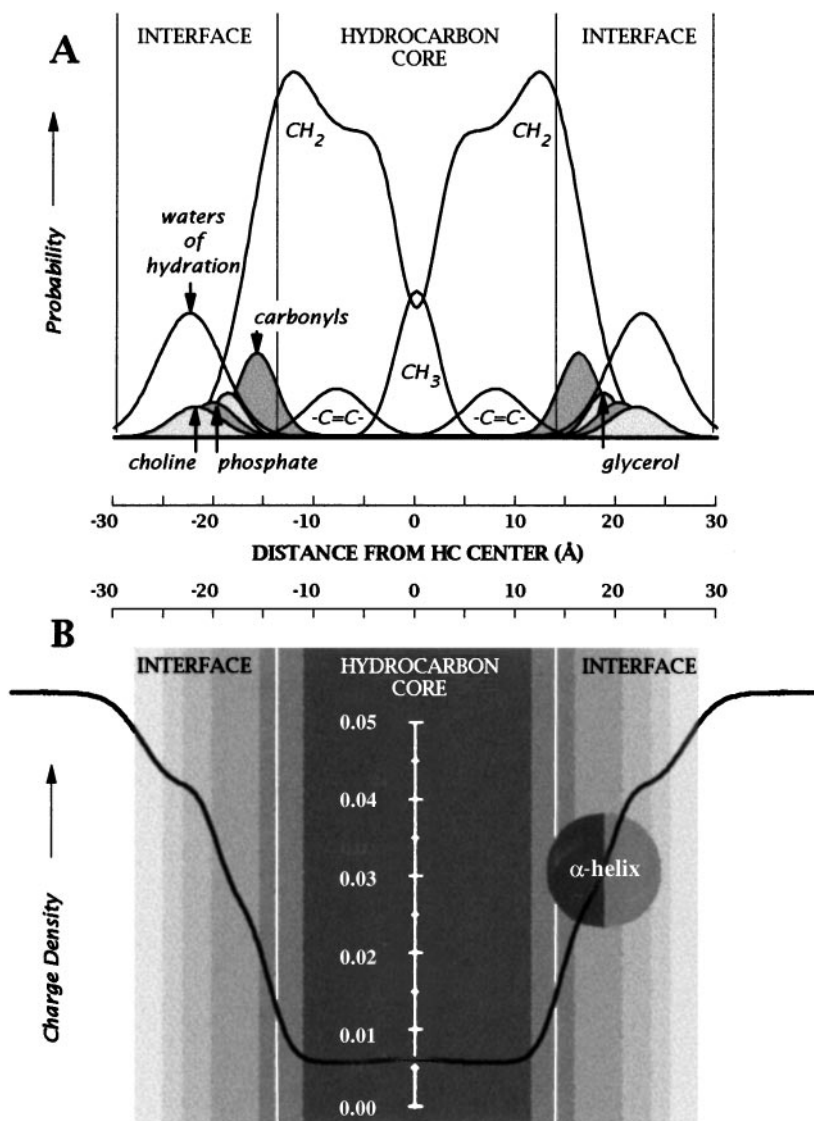 A
INTERFACE
HYDROCARBON
CORE
INTERFACE
CH2
CH2
Probability
waters
of
hydration
carbonyls
CH3
-C=C-
-C=C-
choline
phosphate
glycerol
-30 -20 -10 0 10 20 30
DISTANCE FROM HC CENTER (Å)
-30 -20 -10 0 10 20 30
B
INTERFACE
HYDROCARBON
CORE
INTERFACE
0.05
0.04
0.03
0.02
0.01
0.00
α-helix
Charge Density